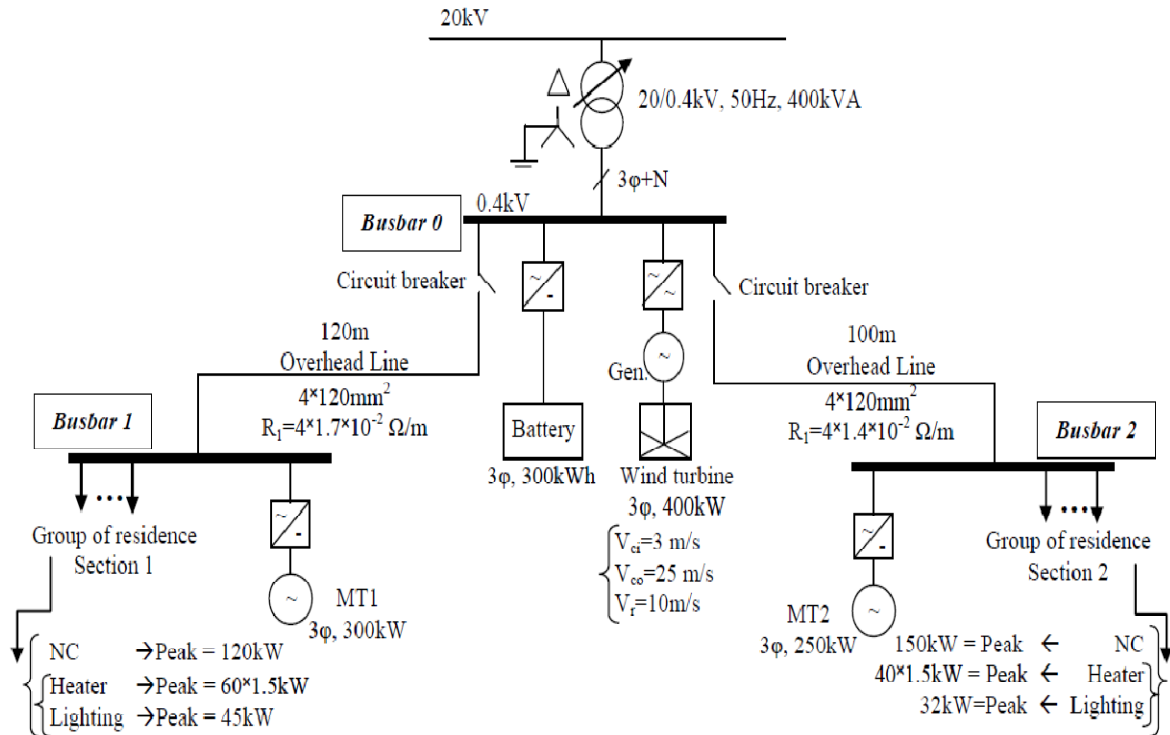 20kV
20/0.4kV, 50Hz, 400kVA
3φ+N
0.4kV
Busbar 0
Circuit breaker
Circuit breaker
120m
Overhead Line
4*120mm²
R₁=4*1.7*10⁻² Ω/m
100m
Overhead Line
4*120mm²
R₁=4*1.4*10⁻² Ω/m
Gen.
Busbar 1
Busbar 2
Battery
3φ, 300kWh
Wind turbine
3φ, 400kW
V_ci=3 m/s
V_co=25 m/s
V_r=10m/s
Group of residence
Section 1
MT1
3φ, 300kW
Group of residence
Section 2
MT2
3φ, 250kW
NC →Peak = 120kW
Heater →Peak = 60*1.5kW
Lighting →Peak = 45kW
150kW = Peak ← NC
40*1.5kW = Peak ← Heater
32kW=Peak ← Lighting